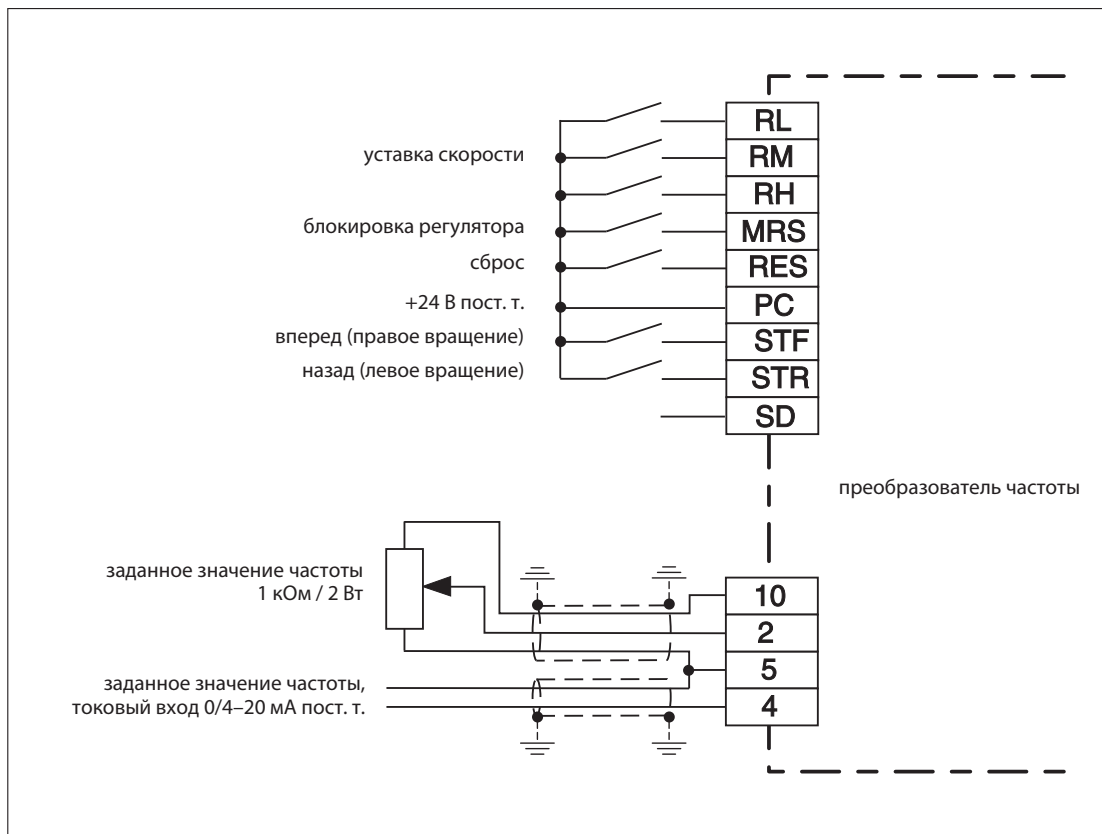 RL
уставка скорости
RM
RH
блокировка регулятора
MRS
сброс
RES
+24 В пост. т.
PC
вперед (правое вращение)
STF
назад (левое вращение)
STR
SD
преобразователь частоты
заданное значение частоты
1 кОм / 2 Вт
10
2
5
заданное значение частоты,
токовый вход 0/4–20 мА пост. т.
4